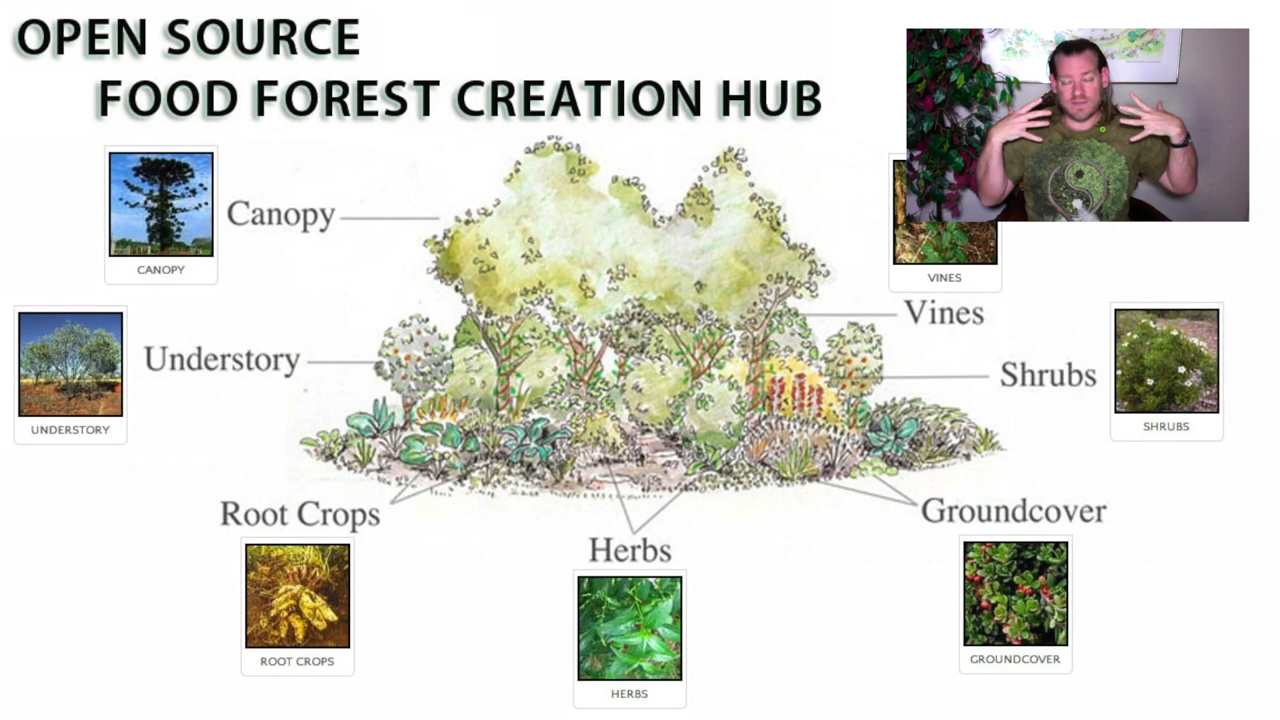 OPEN SOURCE
FOOD FOREST CREATION HUB
CANOPY
Canopy
VINES
Vines
UNDERSTORY
Understory
Shrubs
SHRUBS
Root Crops
ROOT CROPS
Herbs
HERBS
Groundcover
GROUNDCOVER